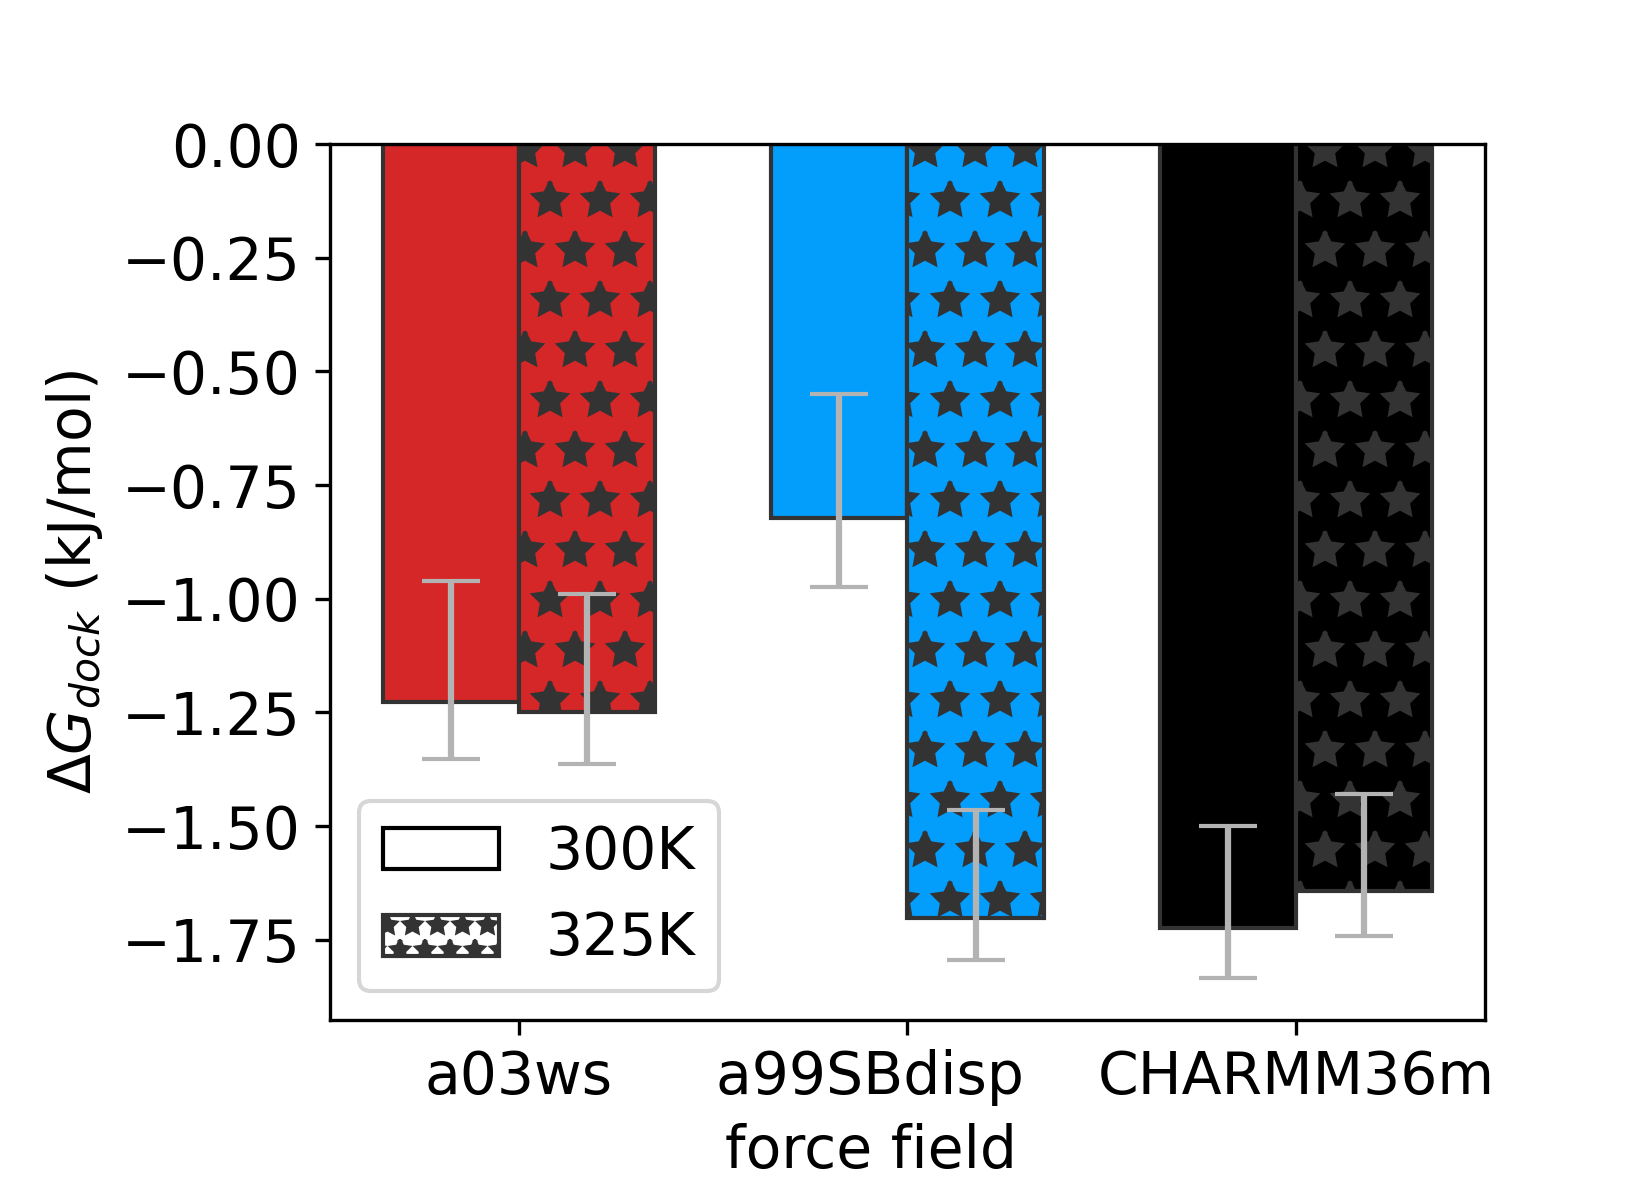 0.00
−0.25
−0.50
−0.75
−1.00
−1.25
−1.50
−1.75
ΔG_dock (kJ/mol)
300K
325K
a03ws a99SBdisp CHARMM36m
force field